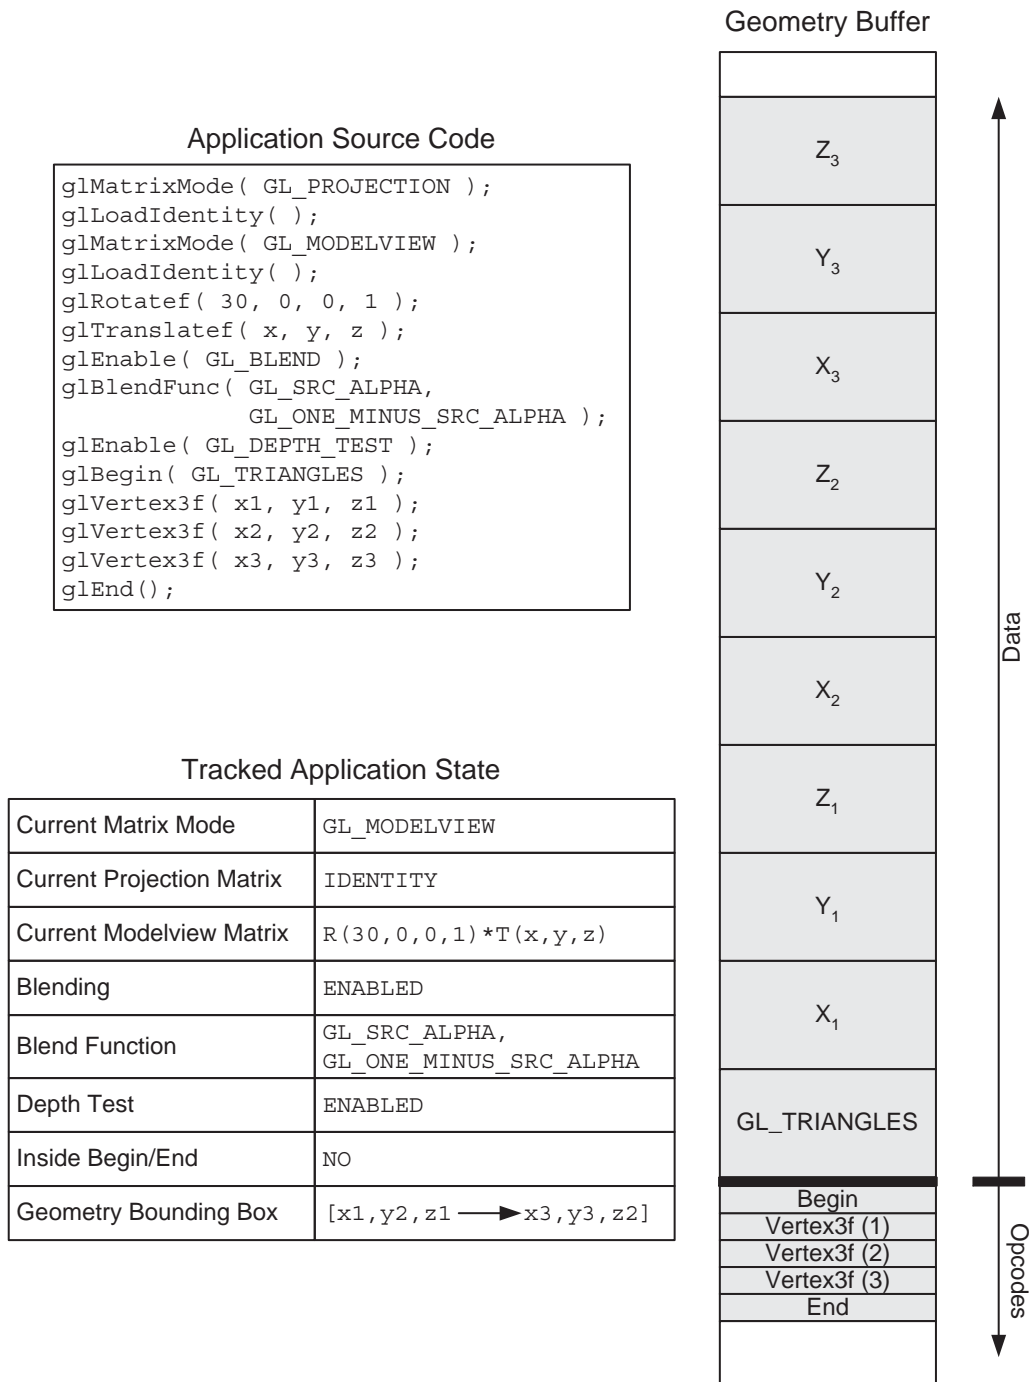 Geometry Buffer
Application Source Code
glMatrixMode( GL_PROJECTION );
glLoadIdentity( );
glMatrixMode( GL_MODELVIEW );
glLoadIdentity( );
glRotatef( 30, 0, 0, 1 );
glTranslatef( x, y, z );
glEnable( GL_BLEND );
glBlendFunc( GL_SRC_ALPHA,
GL_ONE_MINUS_SRC_ALPHA );
glEnable( GL_DEPTH_TEST );
glBegin( GL_TRIANGLES );
glVertex3f( x1, y1, z1 );
glVertex3f( x2, y2, z2 );
glVertex3f( x3, y3, z3 );
glEnd();
Tracked Application State
Current Matrix Mode GL_MODELVIEW
Current Projection Matrix IDENTITY
Current Modelview Matrix R(30,0,0,1)*T(x,y,z)
Blending ENABLED
Blend Function GL_SRC_ALPHA,
GL_ONE_MINUS_SRC_ALPHA
Depth Test ENABLED
Inside Begin/End NO
Geometry Bounding Box [x1,y2,z1 → x3,y3,z2]
Z3
Y3
X3
Z2
Y2
X2
Z1
Y1
X1
GL_TRIANGLES
Begin
Vertex3f (1)
Vertex3f (2)
Vertex3f (3)
End
Data
Opcodes